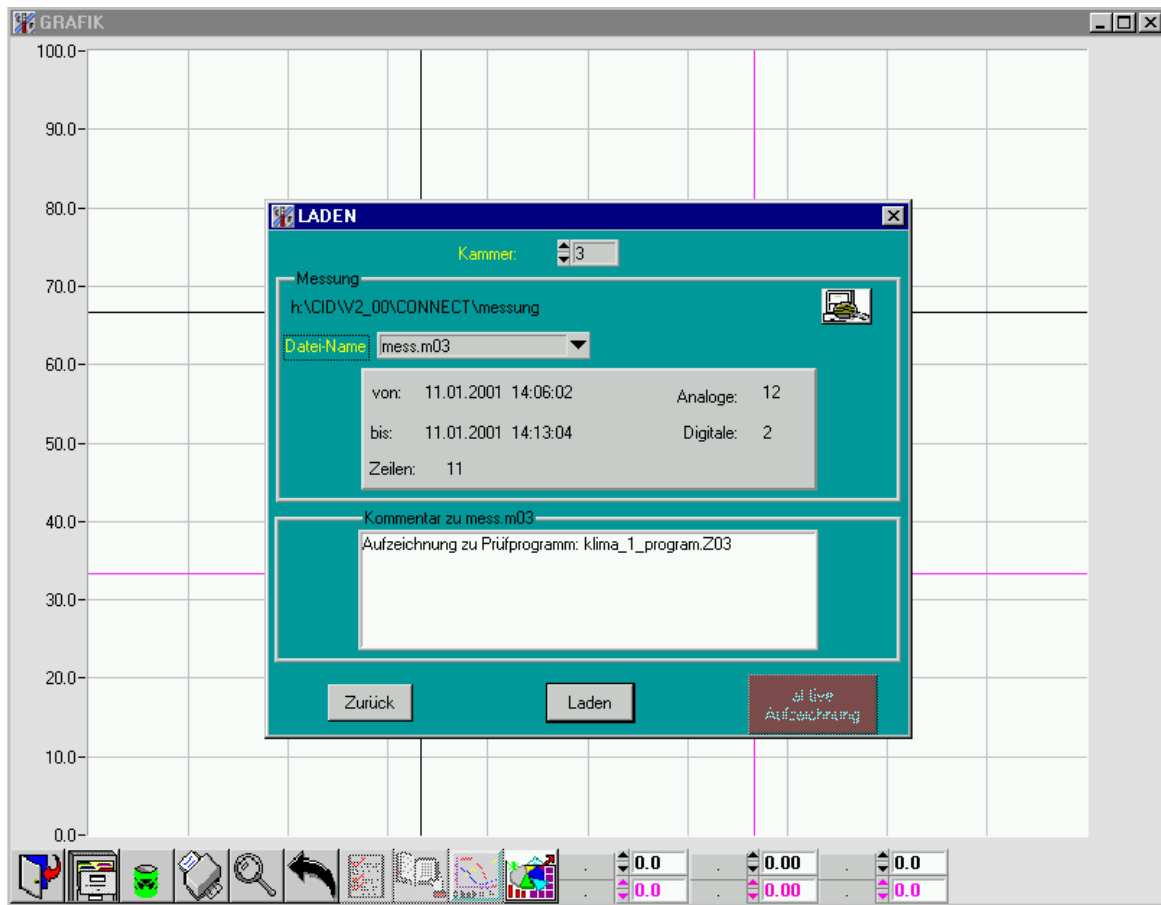 GRAFIK
100.0
90.0
80.0
70.0
60.0
50.0
40.0
30.0
20.0
10.0
0.0
LADEN
Kammer: 3
Messung
h:\CID\V2_00\CONNECT\messung
Datei-Name mess.m03
von: 11.01.2001 14:06:02 Analoge: 12
bis: 11.01.2001 14:13:04 Digitale: 2
Zeilen: 11
Kommentar zu mess.m03
Aufzeichnung zu Prüfprogramm: klima_1_program.Z03
Zurück Laden
Aufzeichnung
. 0.0 . 0.00 . 0.0
. 0.0 . 0.00 . 0.0